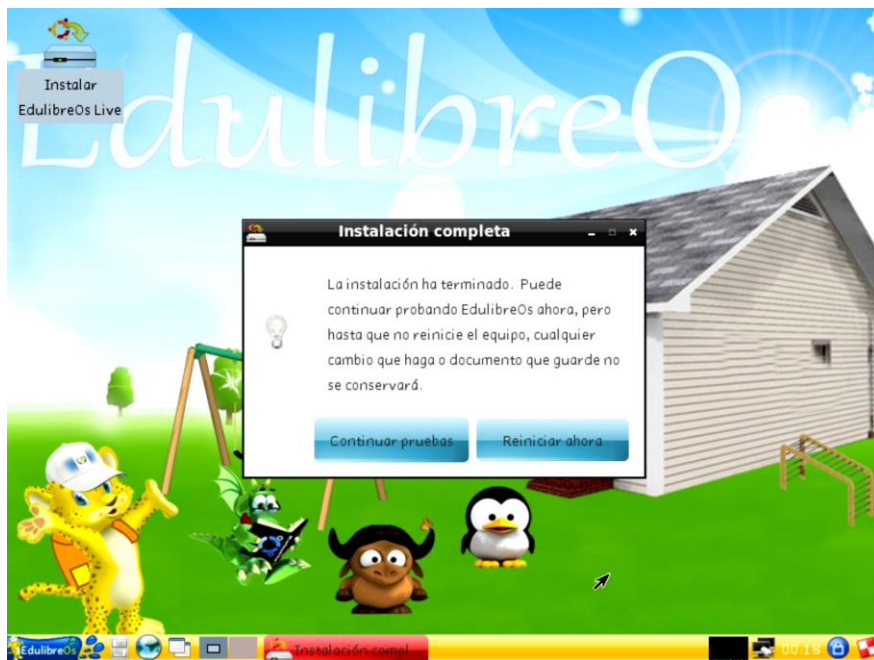 EdulibreOs
Instalar
EdulibreOs Live
Instalación completa
La instalación ha terminado. Puede
continuar probando EdulibreOs ahora, pero
hasta que no reinicie el equipo, cualquier
cambio que haga o documento que guarde no
se conservará.
Continuar pruebas
Reiniciar ahora
EdulibreOs
Instalación compl
00:18